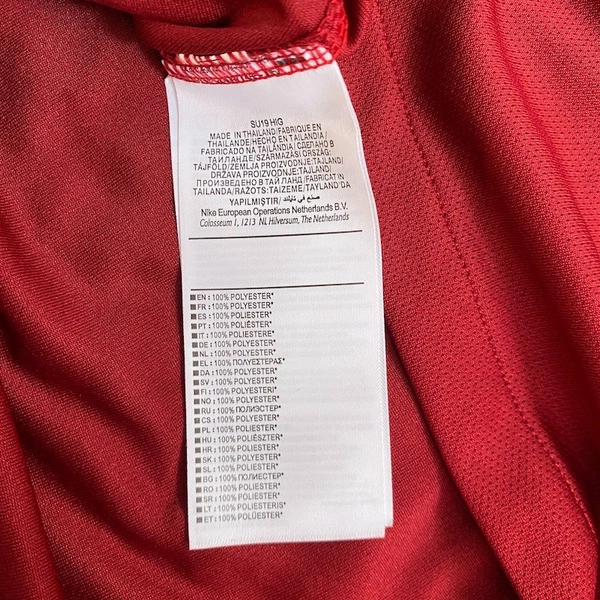 SU19 HIG
MADE IN THAILAND/FABRIQUE EN
THAILANDE/HECHO EN TAILANDIA /
FABRICADO NA TAILÂNDIA /СДЕЛАНО В
ТАИЛАНДЕ/SZÁRMAZÁSI ORSZÁG:
TÁJFÖLD/ZEMLJA PROIZVODNJE:TAJLAND/
DRŽAVA PROIZVODNJE: TAJLAND/
ПРОИЗВЕДЕНО В ТАЙЛАНД/FABRICAT IN
TAILANDA/RAŽOTS:TAIZEME/TAYLAND'DA
YAPILMIŞTIR/ صنع في تايلند
Nike European Operations Netherlands B.V.
Colosseum 1, 1213 NL Hilversum, The Netherlands
EN : 100% POLYESTER*
FR : 100% POLYESTER*
ES : 100% POLIESTER*
PT : 100% POLIÉSTER*
IT : 100% POLIESTERE*
DE : 100% POLYESTER*
NL : 100% POLYESTER*
EL : 100% ΠΟΛΥΕΣΤΕΡΑΣ*
DA : 100% POLYESTER*
SV : 100% POLYESTER*
FI : 100% POLYESTERI*
NO : 100% POLYESTER*
RU : 100% ПОЛИЭСТЕР*
CS : 100% POLYESTER*
PL : 100% POLIESTER*
HU : 100% POLIÉSZTER*
HR : 100% POLIESTER*
SK : 100% POLYESTER*
SL : 100% POLIESTER*
BG : 100% ПОЛИЕСТЕР*
RO : 100% POLIESTER*
SR : 100% POLIESTER*
LT : 100% POLIESTERIS*
ET : 100% POLÜESTER*